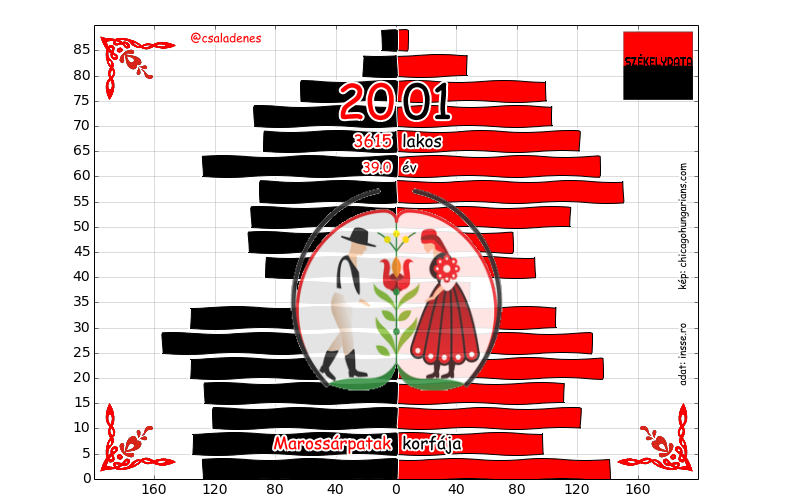 @csaladenes
SZÉKELYDATA
2001
3615 lakos
39.0 év
kép: chicagohungarians.com
adat: insse.ro
Marossárpatak korfája
85
80
75
70
65
60
55
50
45
40
35
30
25
20
15
10
5
0
160 120 80 40 0 40 80 120 160